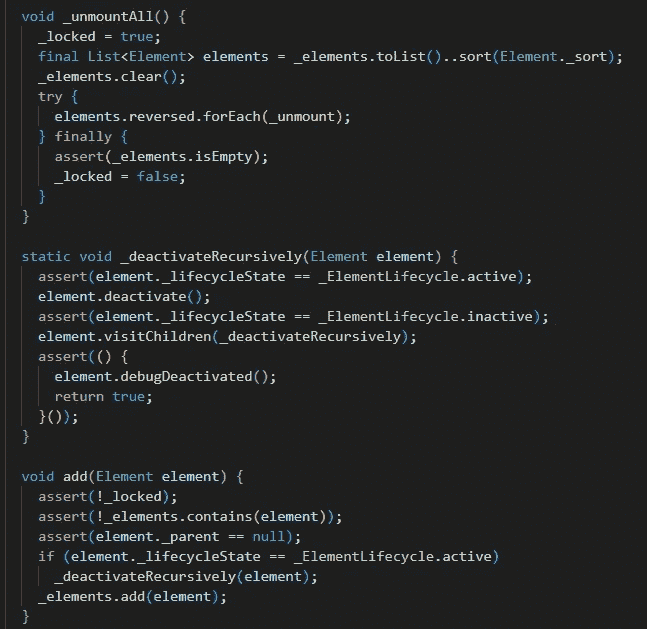 void _unmountAll() {
  _locked = true;
  final List<Element> elements = _elements.toList()..sort(Element._sort);
  _elements.clear();
  try {
    elements.reversed.forEach(_unmount);
  } finally {
    assert(_elements.isEmpty);
    _locked = false;
  }
}

static void _deactivateRecursively(Element element) {
  assert(element._lifecycleState == _ElementLifecycle.active);
  element.deactivate();
  assert(element._lifecycleState == _ElementLifecycle.inactive);
  element.visitChildren(_deactivateRecursively);
  assert(() {
    element.debugDeactivated();
    return true;
  }());
}

void add(Element element) {
  assert(!_locked);
  assert(!_elements.contains(element));
  assert(element._parent == null);
  if (element._lifecycleState == _ElementLifecycle.active)
    _deactivateRecursively(element);
  _elements.add(element);
}